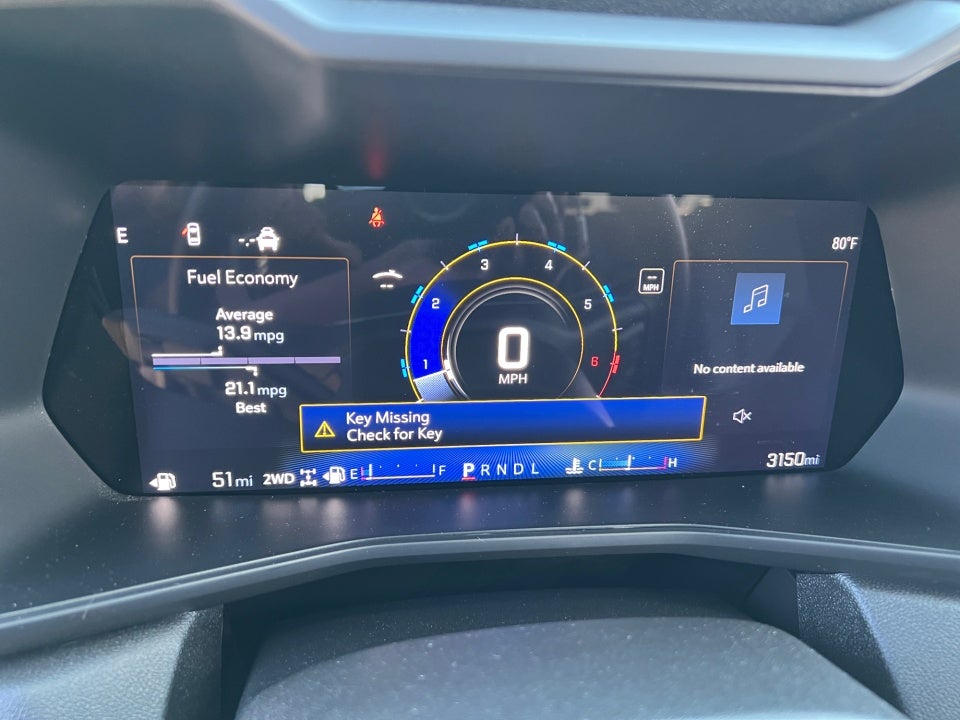 E
80°F
Fuel Economy
Average
13.9 mpg
21.1 mpg
Best
--
1
2
3
4
5
6
0
MPH
--
MPH
No content available
Key Missing
Check for Key
51 mi
2WD
E
F
PRNDL
C
H
3150 mi